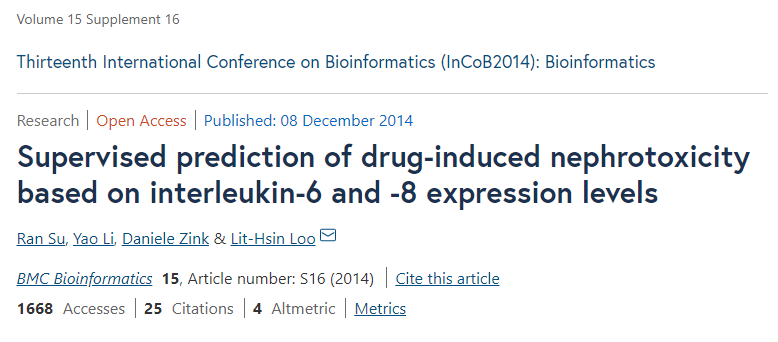 Volume 15 Supplement 16
Thirteenth International Conference on Bioinformatics (InCoB2014): Bioinformatics
Research | Open Access | Published: 08 December 2014
Supervised prediction of drug-induced nephrotoxicity
based on interleukin-6 and -8 expression levels
Ran Su, Yao Li, Daniele Zink & Lit-Hsin Loo
BMC Bioinformatics 15, Article number: S16 (2014) | Cite this article
1668 Accesses | 25 Citations | 4 Altmetric | Metrics